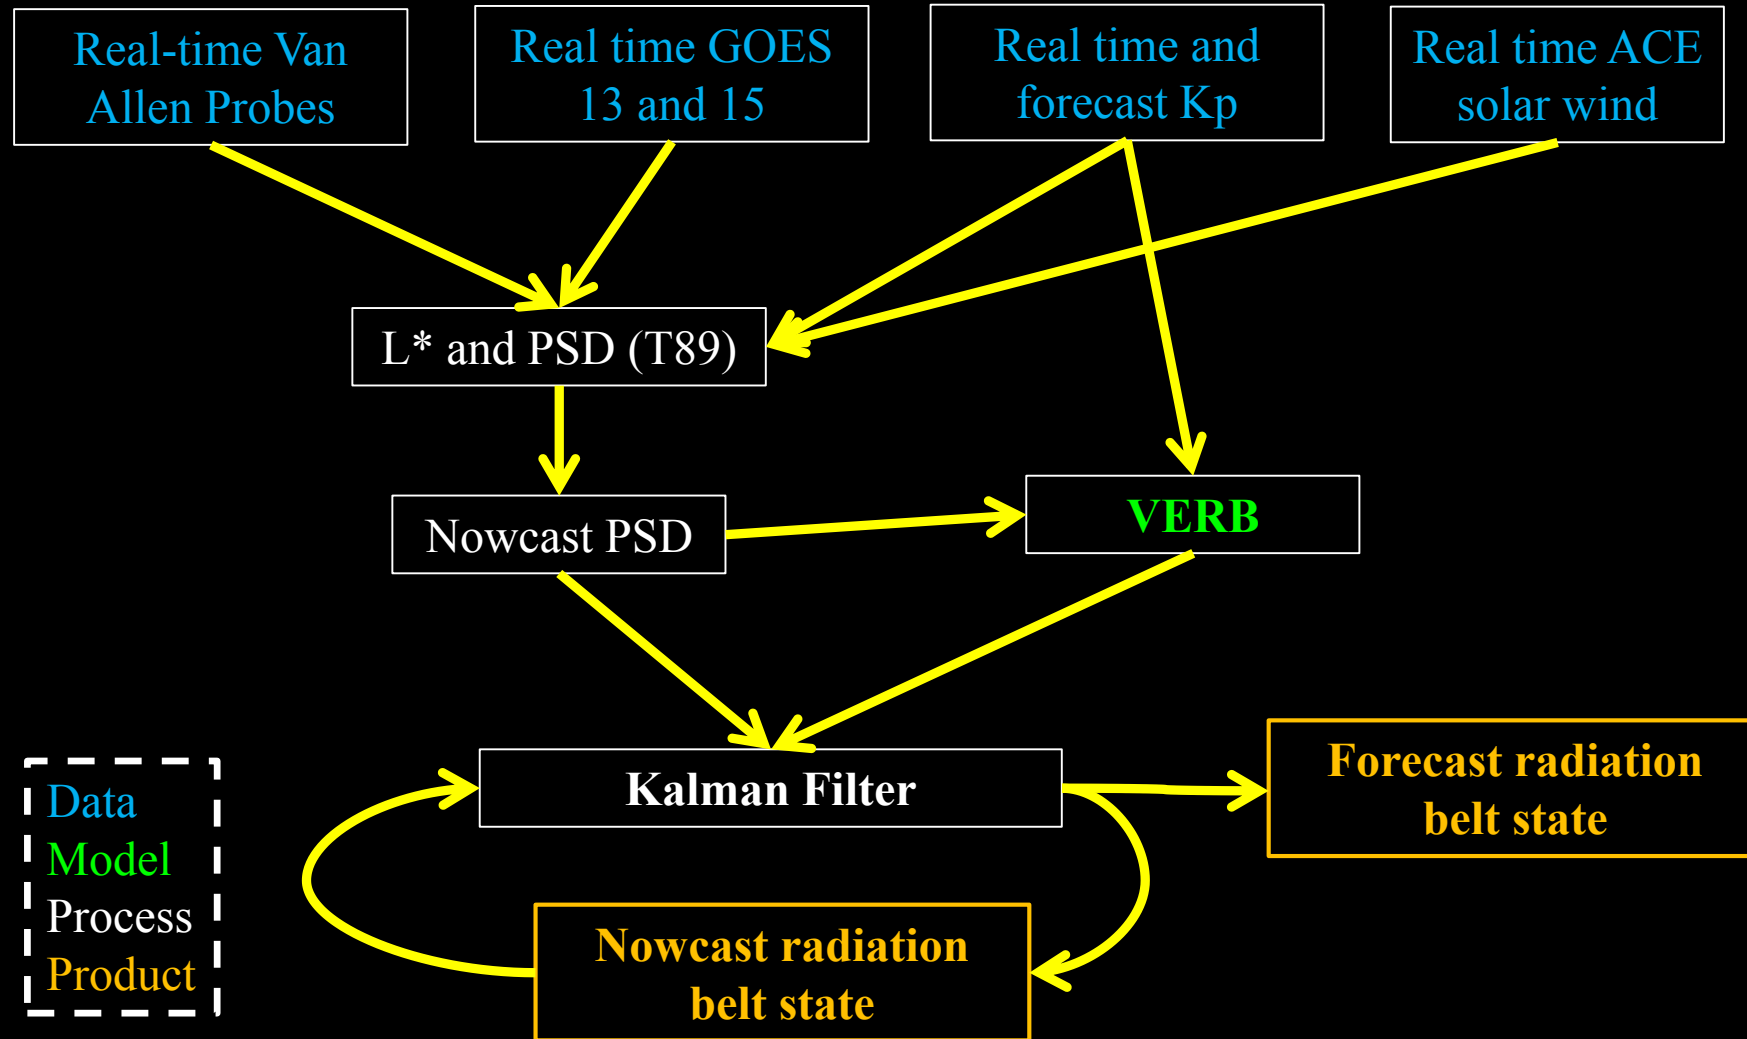 Real-time Van
Allen Probes
Real time GOES
13 and 15
Real time and
forecast Kp
Real time ACE
solar wind
L* and PSD (T89)
Nowcast PSD
VERB
Kalman Filter
Forecast radiation
belt state
Nowcast radiation
belt state
Data
Model
Process
Product